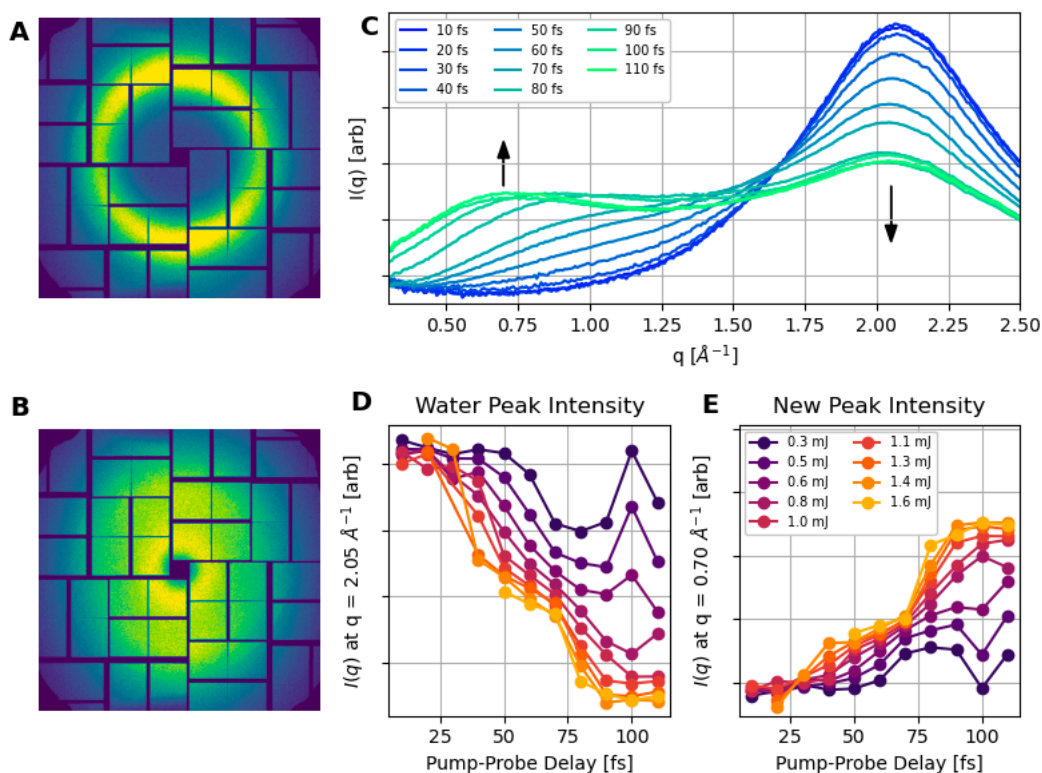 A
B
C
10 fs
20 fs
30 fs
40 fs
50 fs
60 fs
70 fs
80 fs
90 fs
100 fs
110 fs
I(q) [arb]
0.50 0.75 1.00 1.25 1.50 1.75 2.00 2.25 2.50
q [Å⁻¹]
D
Water Peak Intensity
I(q) at q = 2.05 Å⁻¹ [arb]
25 50 75 100
Pump-Probe Delay [fs]
E
New Peak Intensity
0.3 mJ
0.5 mJ
0.6 mJ
0.8 mJ
1.0 mJ
1.1 mJ
1.3 mJ
1.4 mJ
1.6 mJ
I(q) at q = 0.70 Å⁻¹ [arb]
25 50 75 100
Pump-Probe Delay [fs]